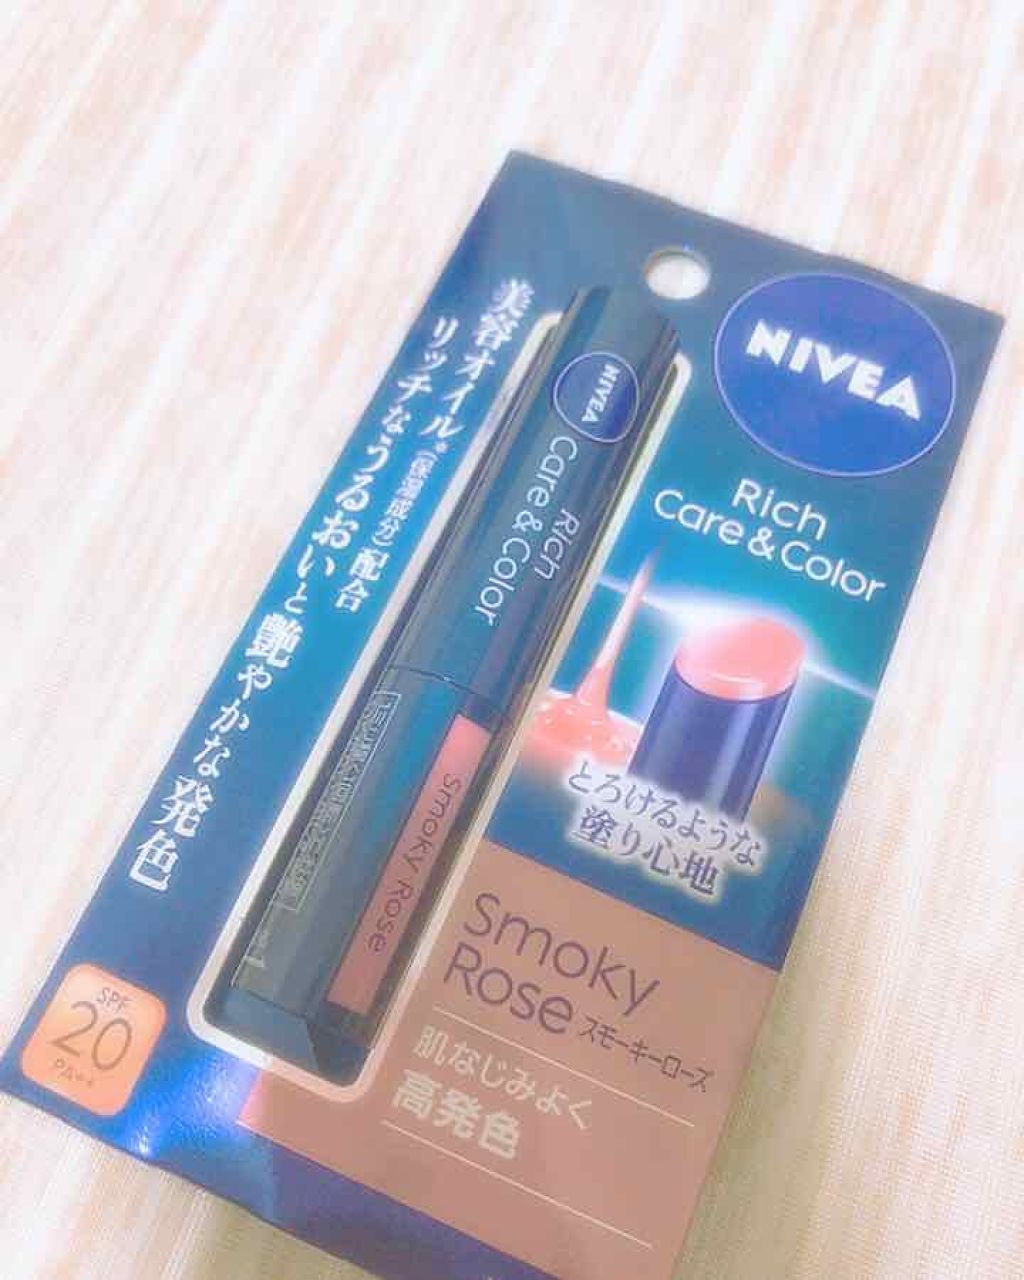 NIVEA
Rich
Care & Color
美容オイル*(保湿成分)配合
リッチなうるおいと艶やかな発色
NIVEA
Rich
Care & Color
Smoky Rose
とろけるような
塗り心地
Smoky
Rose スモーキーローズ
肌なじみよく
高発色
SPF
20
PA++